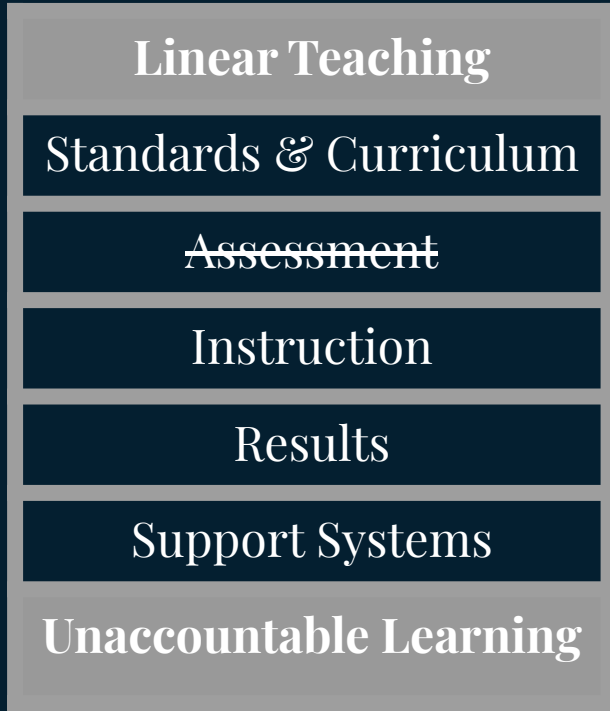 Linear Teaching
Standards & Curriculum
Assessment
Instruction
Results
Support Systems
Unaccountable Learning